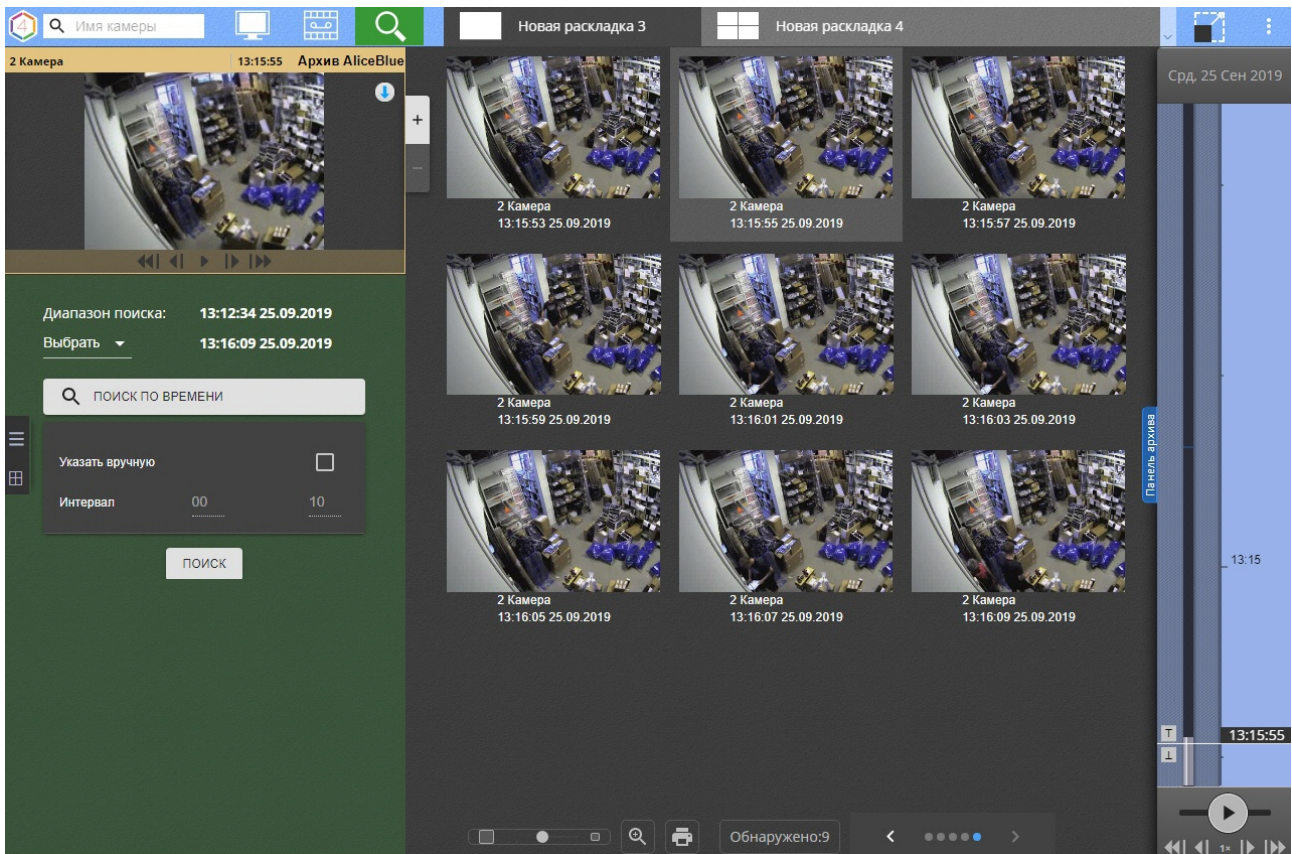 4
Имя камеры
Новая раскладка 3
Новая раскладка 4
2 Камера
13:15:55
Архив AliceBlue
Срд, 25 Сен 2019
+
−
2 Камера
13:15:53 25.09.2019
2 Камера
13:15:55 25.09.2019
2 Камера
13:15:57 25.09.2019
Диапазон поиска:
13:12:34 25.09.2019
Выбрать
13:16:09 25.09.2019
ПОИСК ПО ВРЕМЕНИ
Указать вручную
Интервал
00
10
ПОИСК
2 Камера
13:15:59 25.09.2019
2 Камера
13:16:01 25.09.2019
2 Камера
13:16:03 25.09.2019
Панель архива
2 Камера
13:16:05 25.09.2019
2 Камера
13:16:07 25.09.2019
2 Камера
13:16:09 25.09.2019
13:15
13:15:55
Обнаружено:9
1×